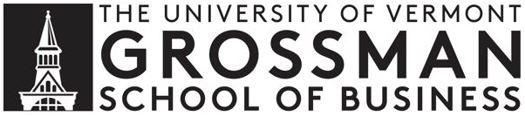 THE UNIVERSITY OF VERMONT
GROSSMAN
SCHOOL OF BUSINESS